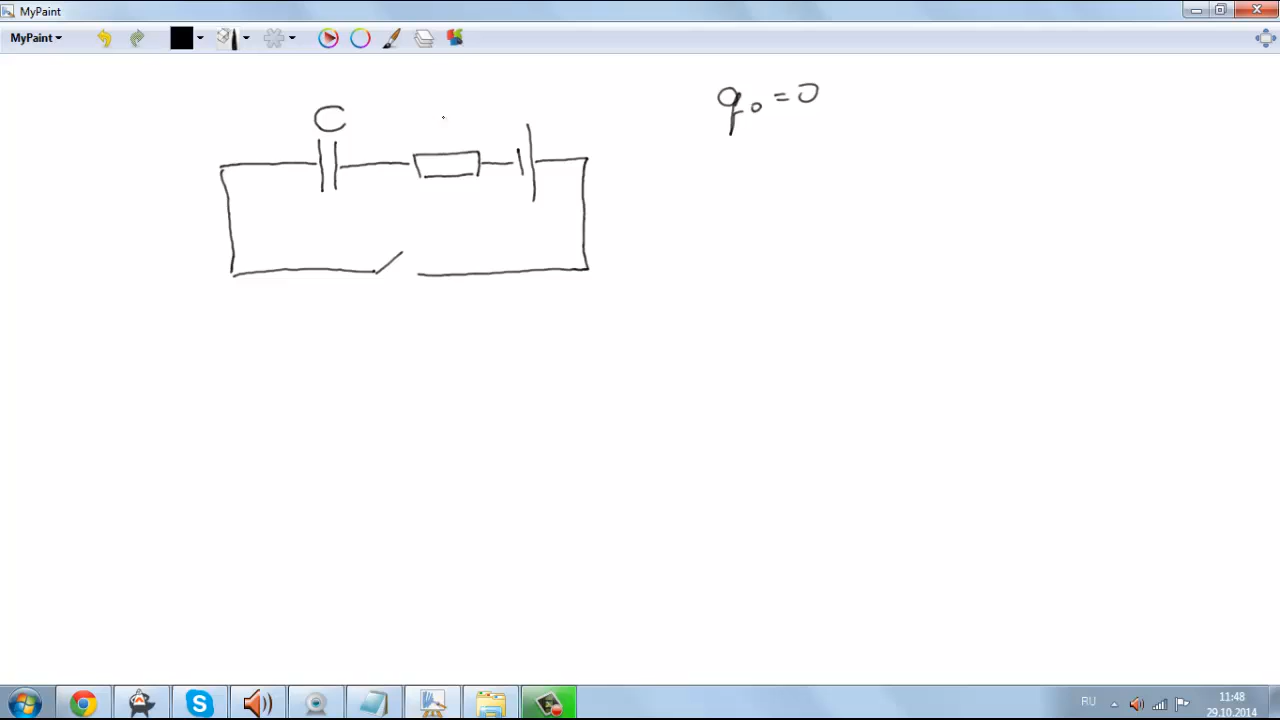 MyPaint
MyPaint
C
q₀ = 0
RU
11:48
29.10.2014